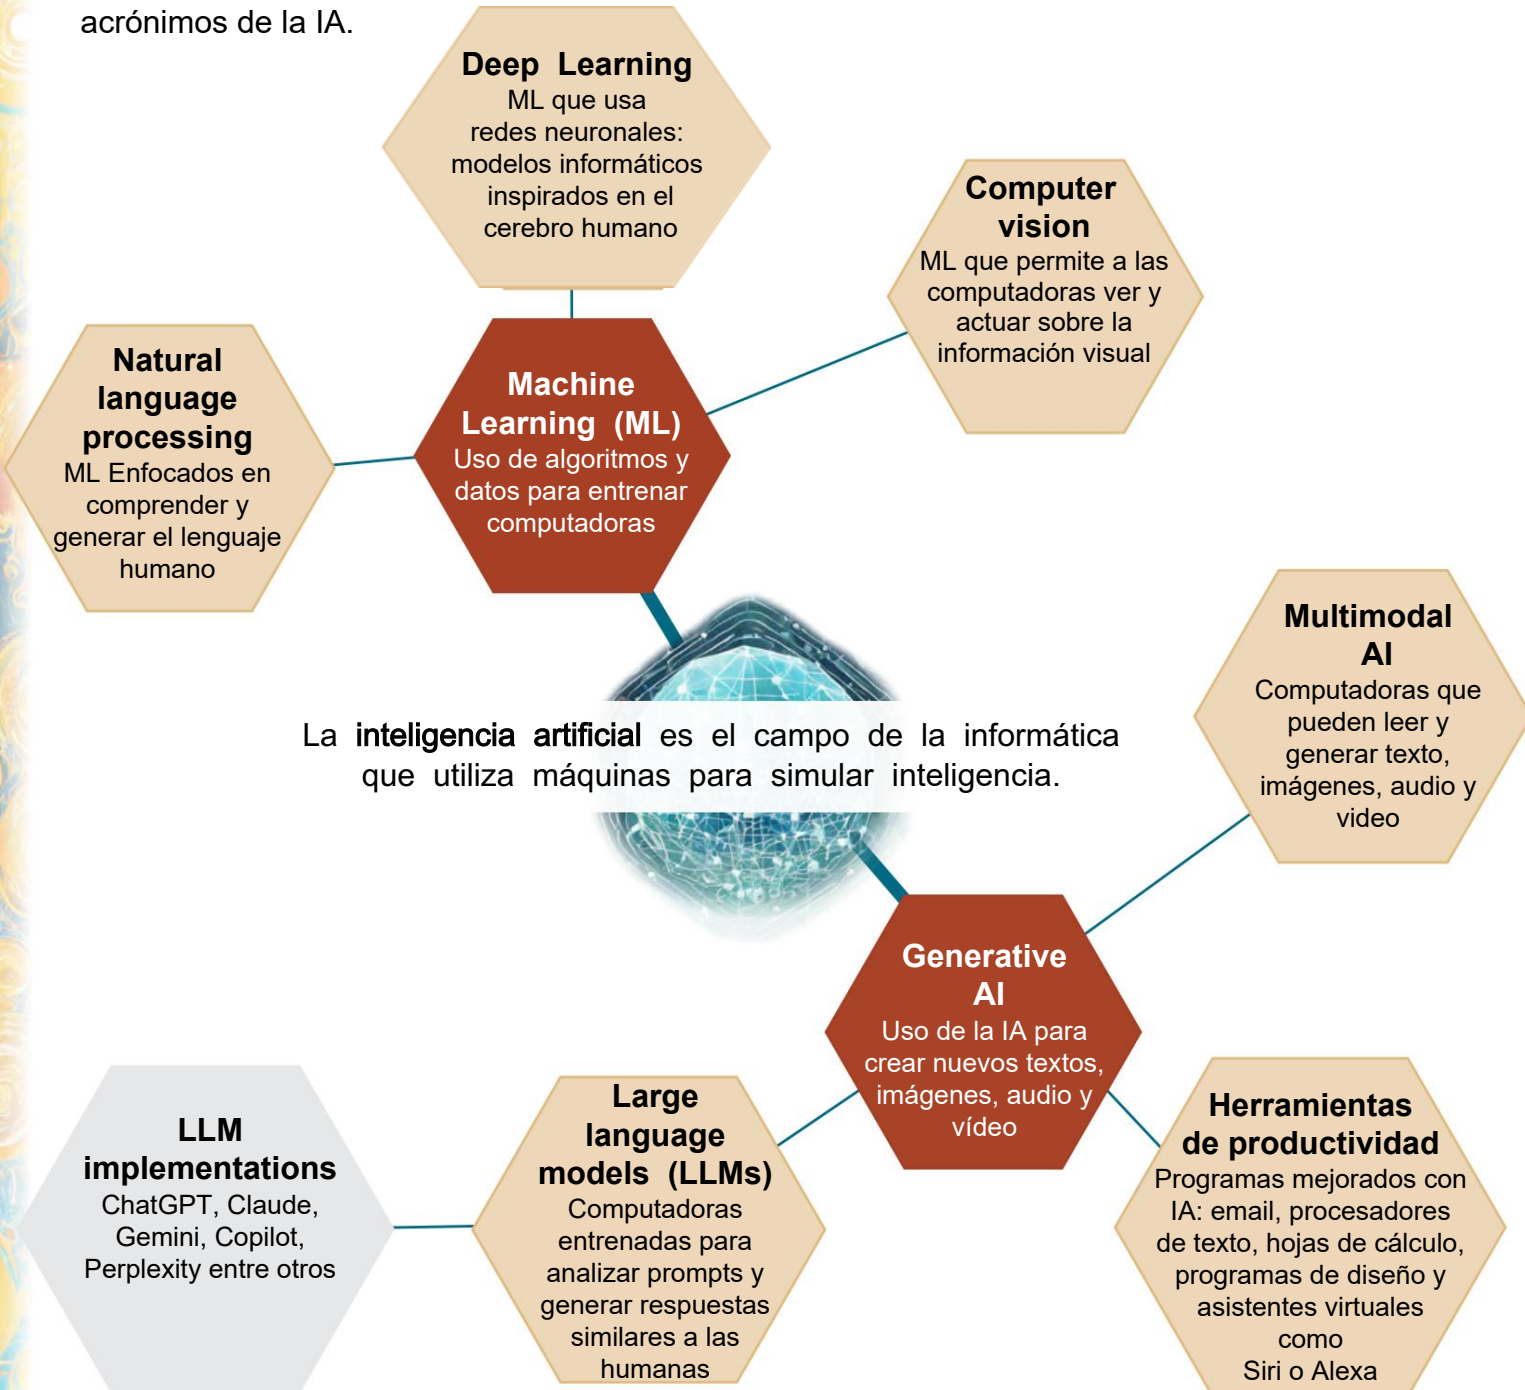 acrónimos de la IA.
Deep Learning
ML que usa
redes neuronales:
modelos informáticos
inspirados en el
cerebro humano
Computer
vision
ML que permite a las
computadoras ver y
actuar sobre la
información visual
Natural
language
processing
ML Enfocados en
comprender y
generar el lenguaje
humano
Machine
Learning (ML)
Uso de algoritmos y
datos para entrenar
computadoras
La inteligencia artificial es el campo de la informática
que utiliza máquinas para simular inteligencia.
Multimodal
AI
Computadoras que
pueden leer y
generar texto,
imágenes, audio y
video
Generative
AI
Uso de la IA para
crear nuevos textos,
imágenes, audio y
vídeo
LLM
implementations
ChatGPT, Claude,
Gemini, Copilot,
Perplexity entre otros
Large
language
models (LLMs)
Computadoras
entrenadas para
analizar prompts y
generar respuestas
similares a las
humanas
Herramientas
de productividad
Programas mejorados con
IA: email, procesadores
de texto, hojas de cálculo,
programas de diseño y
asistentes virtuales
como
Siri o Alexa